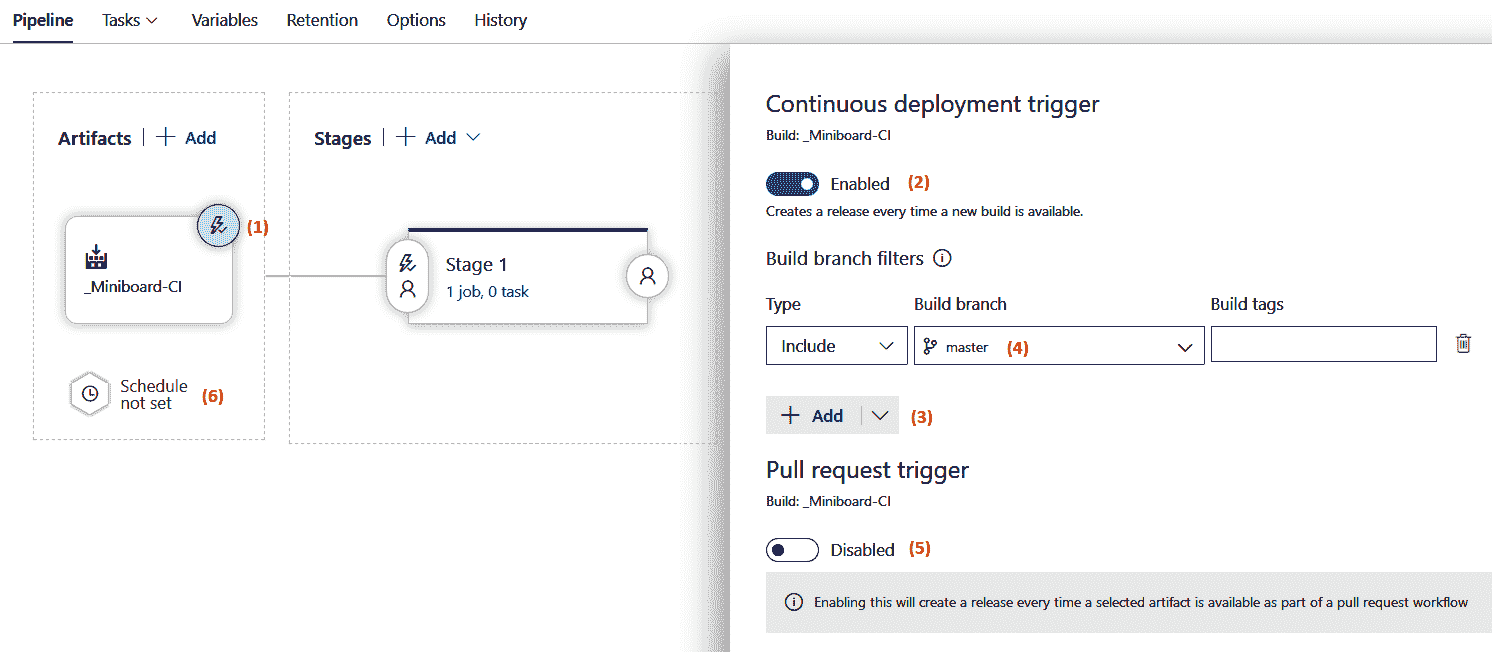 Pipeline Tasks Variables Retention Options History
Artifacts | + Add
Stages | + Add
(1)
_Miniboard-CI
Stage 1
1 job, 0 task
Schedule
not set (6)
Continuous deployment trigger
Build: _Miniboard-CI
Enabled (2)
Creates a release every time a new build is available.
Build branch filters
Type Build branch Build tags
Include master (4)
+ Add (3)
Pull request trigger
Build: _Miniboard-CI
Disabled (5)
Enabling this will create a release every time a selected artifact is available as part of a pull request workflow